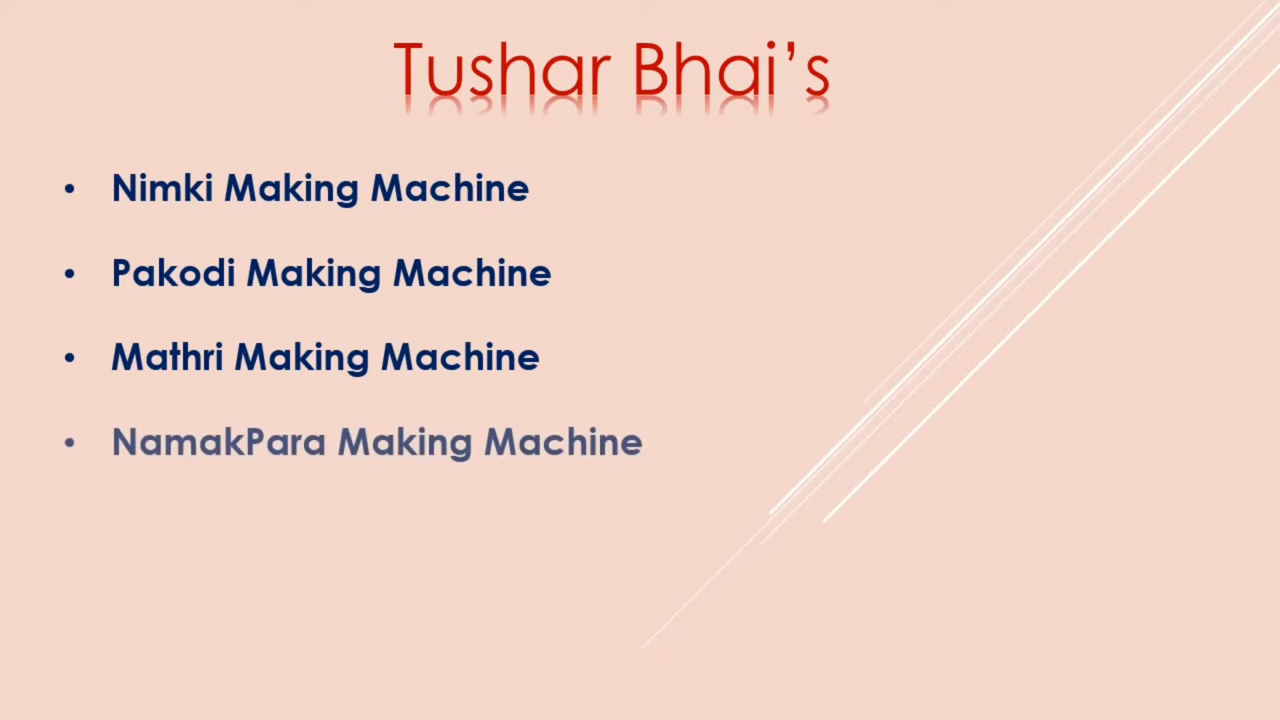 Tushar Bhai’s
• Nimki Making Machine
• Pakodi Making Machine
• Mathri Making Machine
• NamakPara Making Machine